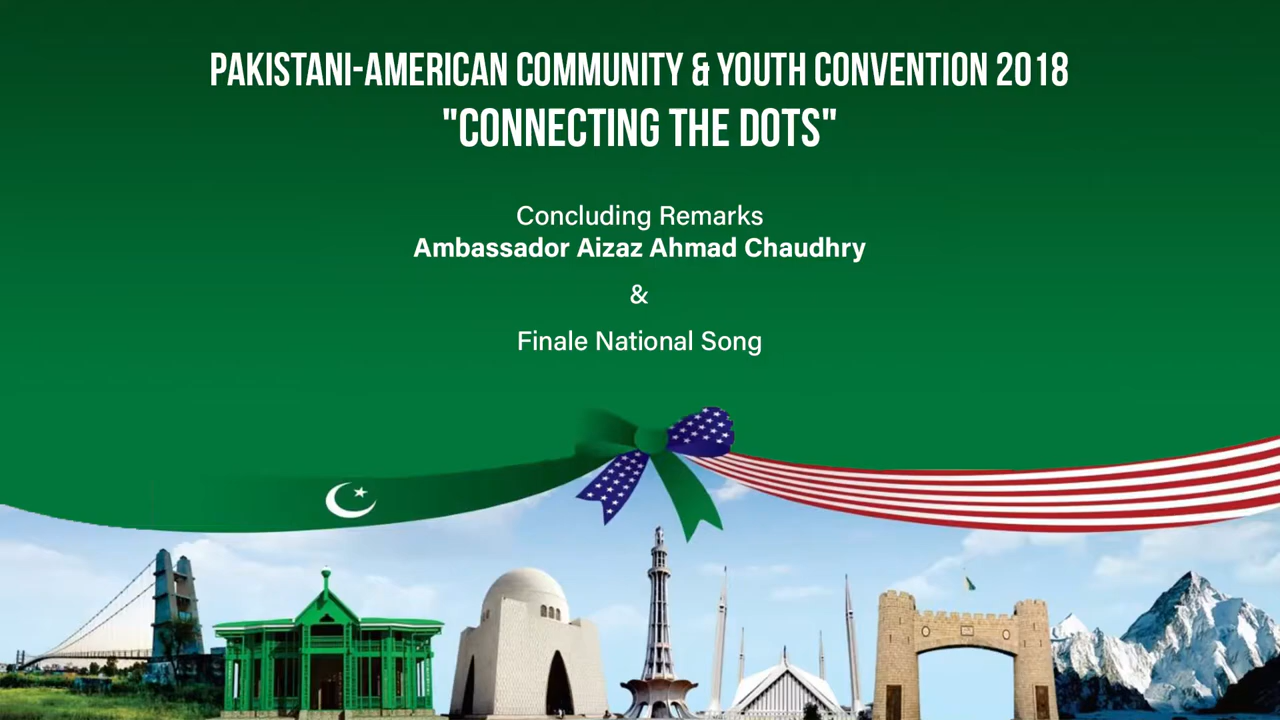 PAKISTANI-AMERICAN COMMUNITY & YOUTH CONVENTION 2018
"CONNECTING THE DOTS"
Concluding Remarks
Ambassador Aizaz Ahmad Chaudhry
&
Finale National Song